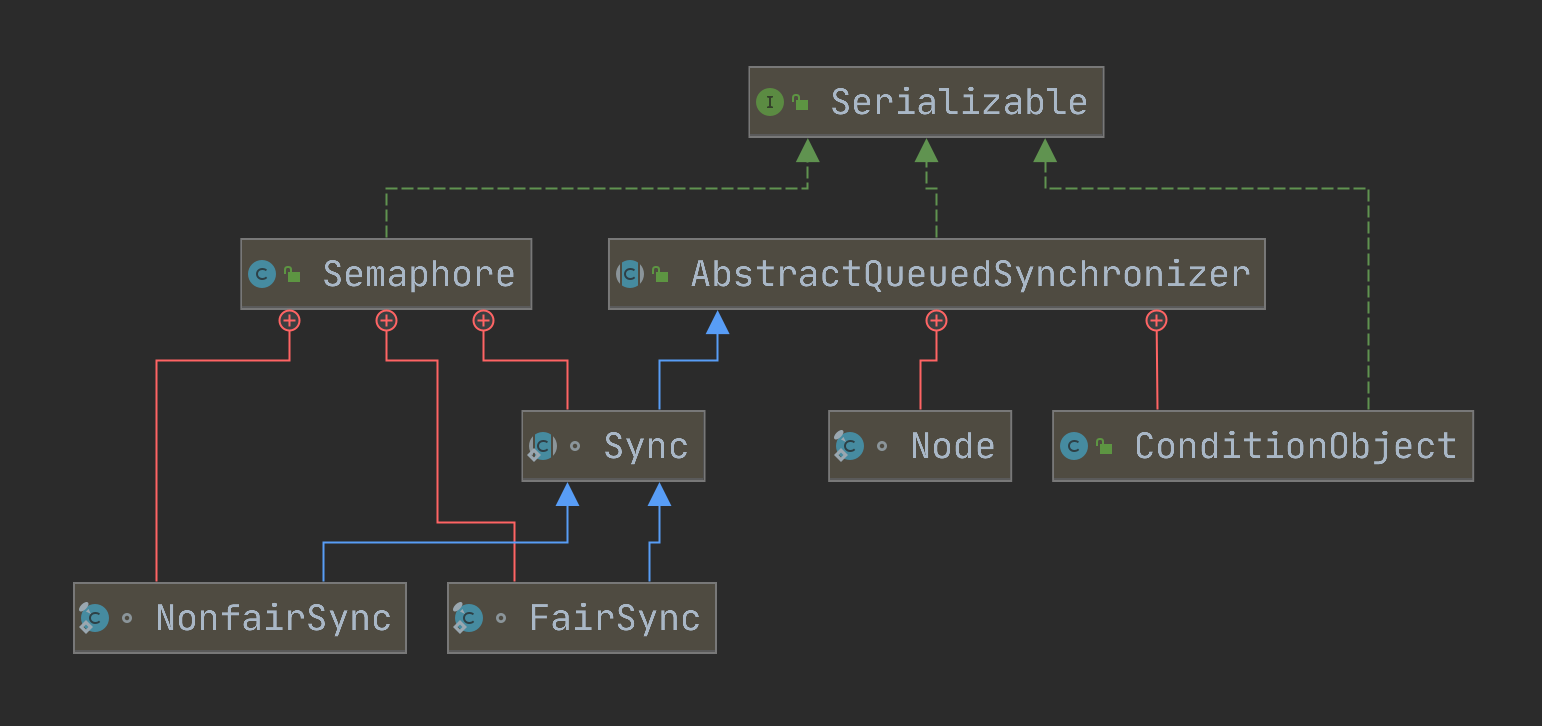 Serializable
Semaphore
AbstractQueuedSynchronizer
Sync
Node
ConditionObject
NonfairSync
FairSync